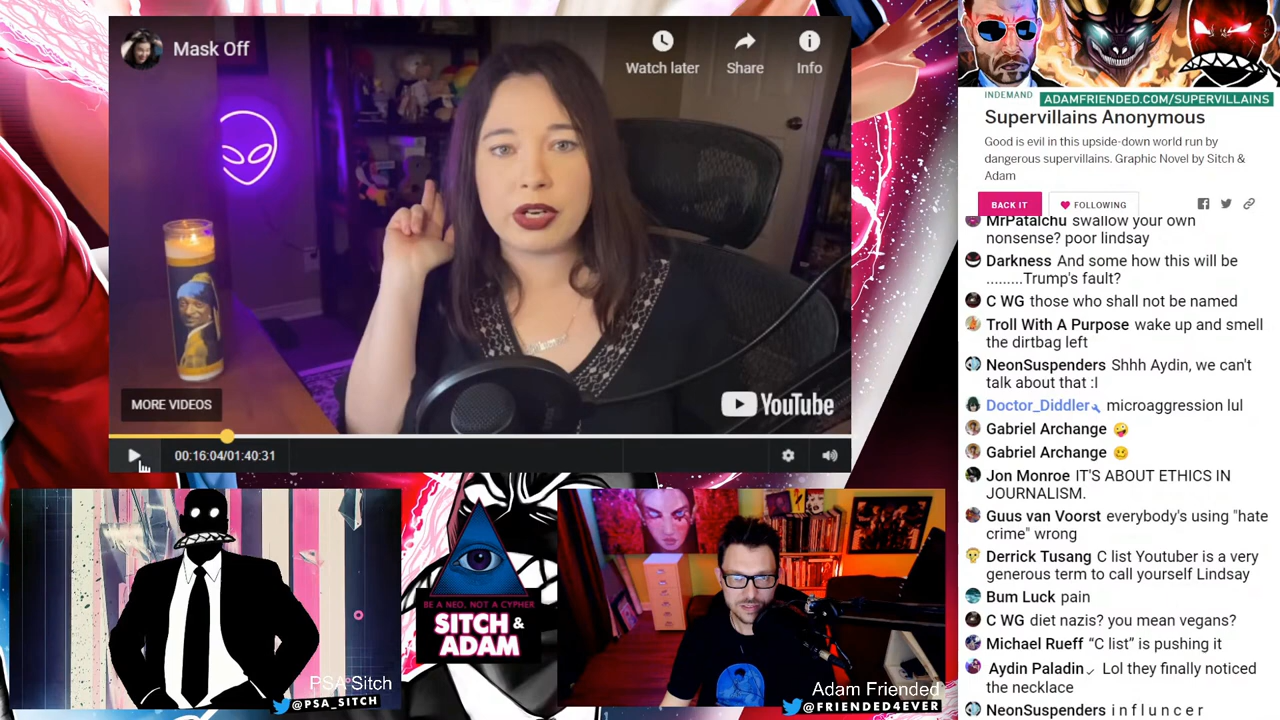 Mask Off
Watch later
Share
Info
MORE VIDEOS
YouTube
00:16:04/01:40:31
BE A NEO, NOT A CYPHER
SITCH &
ADAM
PSA Sitch
@PSA_SITCH
Adam Friended
@FRIENDED4EVER
INDEMAND
ADAMFRIENDED.COM/SUPERVILLAINS
Supervillains Anonymous
Good is evil in this upside-down world run by
dangerous supervillains. Graphic Novel by Sitch &
Adam
BACK IT
FOLLOWING
MrPatalchu swallow your own
nonsense? poor lindsay
Darkness And some how this will be
.........Trump's fault?
C WG those who shall not be named
Troll With A Purpose wake up and smell
the dirtbag left
NeonSuspenders Shhh Aydin, we can't
talk about that :l
Doctor_Diddler microaggression lul
Gabriel Archange
Gabriel Archange
Jon Monroe IT'S ABOUT ETHICS IN
JOURNALISM.
Guus van Voorst everybody's using "hate
crime" wrong
Derrick Tusang C list Youtuber is a very
generous term to call yourself Lindsay
Bum Luck pain
C WG diet nazis? you mean vegans?
Michael Rueff “C list” is pushing it
Aydin Paladin Lol they finally noticed
the necklace
NeonSuspenders i n f l u n c e r